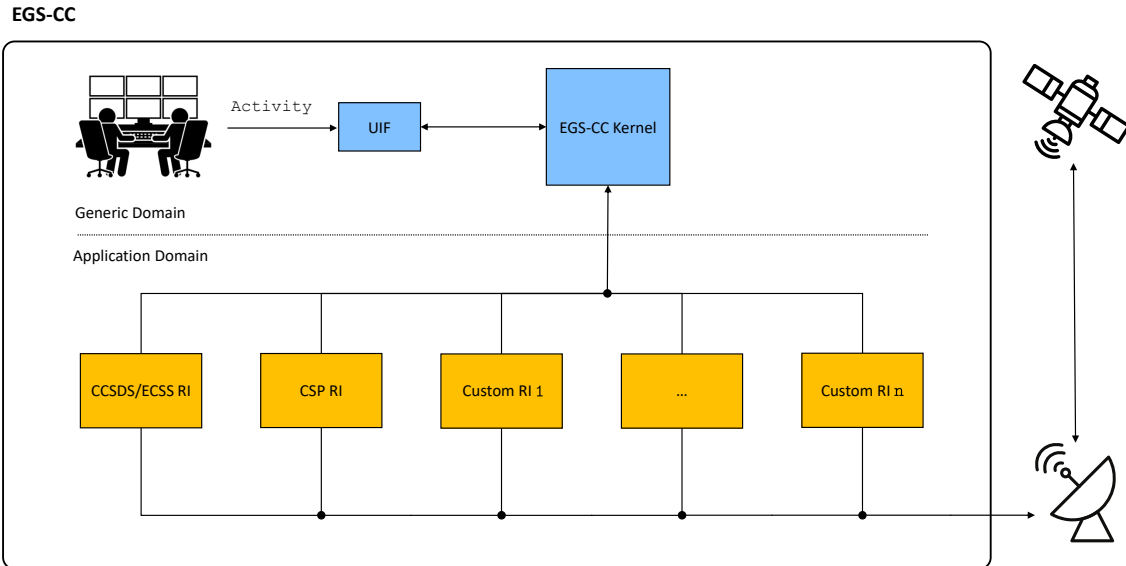 EGS-CC
Activity
UIF
EGS-CC Kernel
Generic Domain
Application Domain
CCSDS/ECSS RI
CSP RI
Custom RI 1
...
Custom RI n